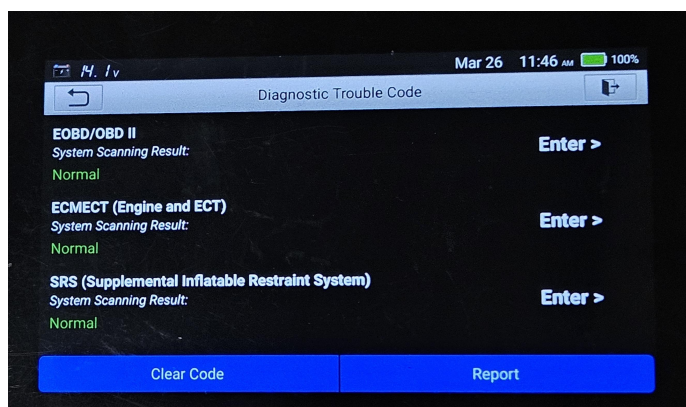 14.1v Mar 26 11:46 AM 100%
Diagnostic Trouble Code
EOBD/OBD II
System Scanning Result:
Enter >
Normal
ECMECT (Engine and ECT)
System Scanning Result:
Enter >
Normal
SRS (Supplemental Inflatable Restraint System)
System Scanning Result:
Enter >
Normal
Clear Code Report